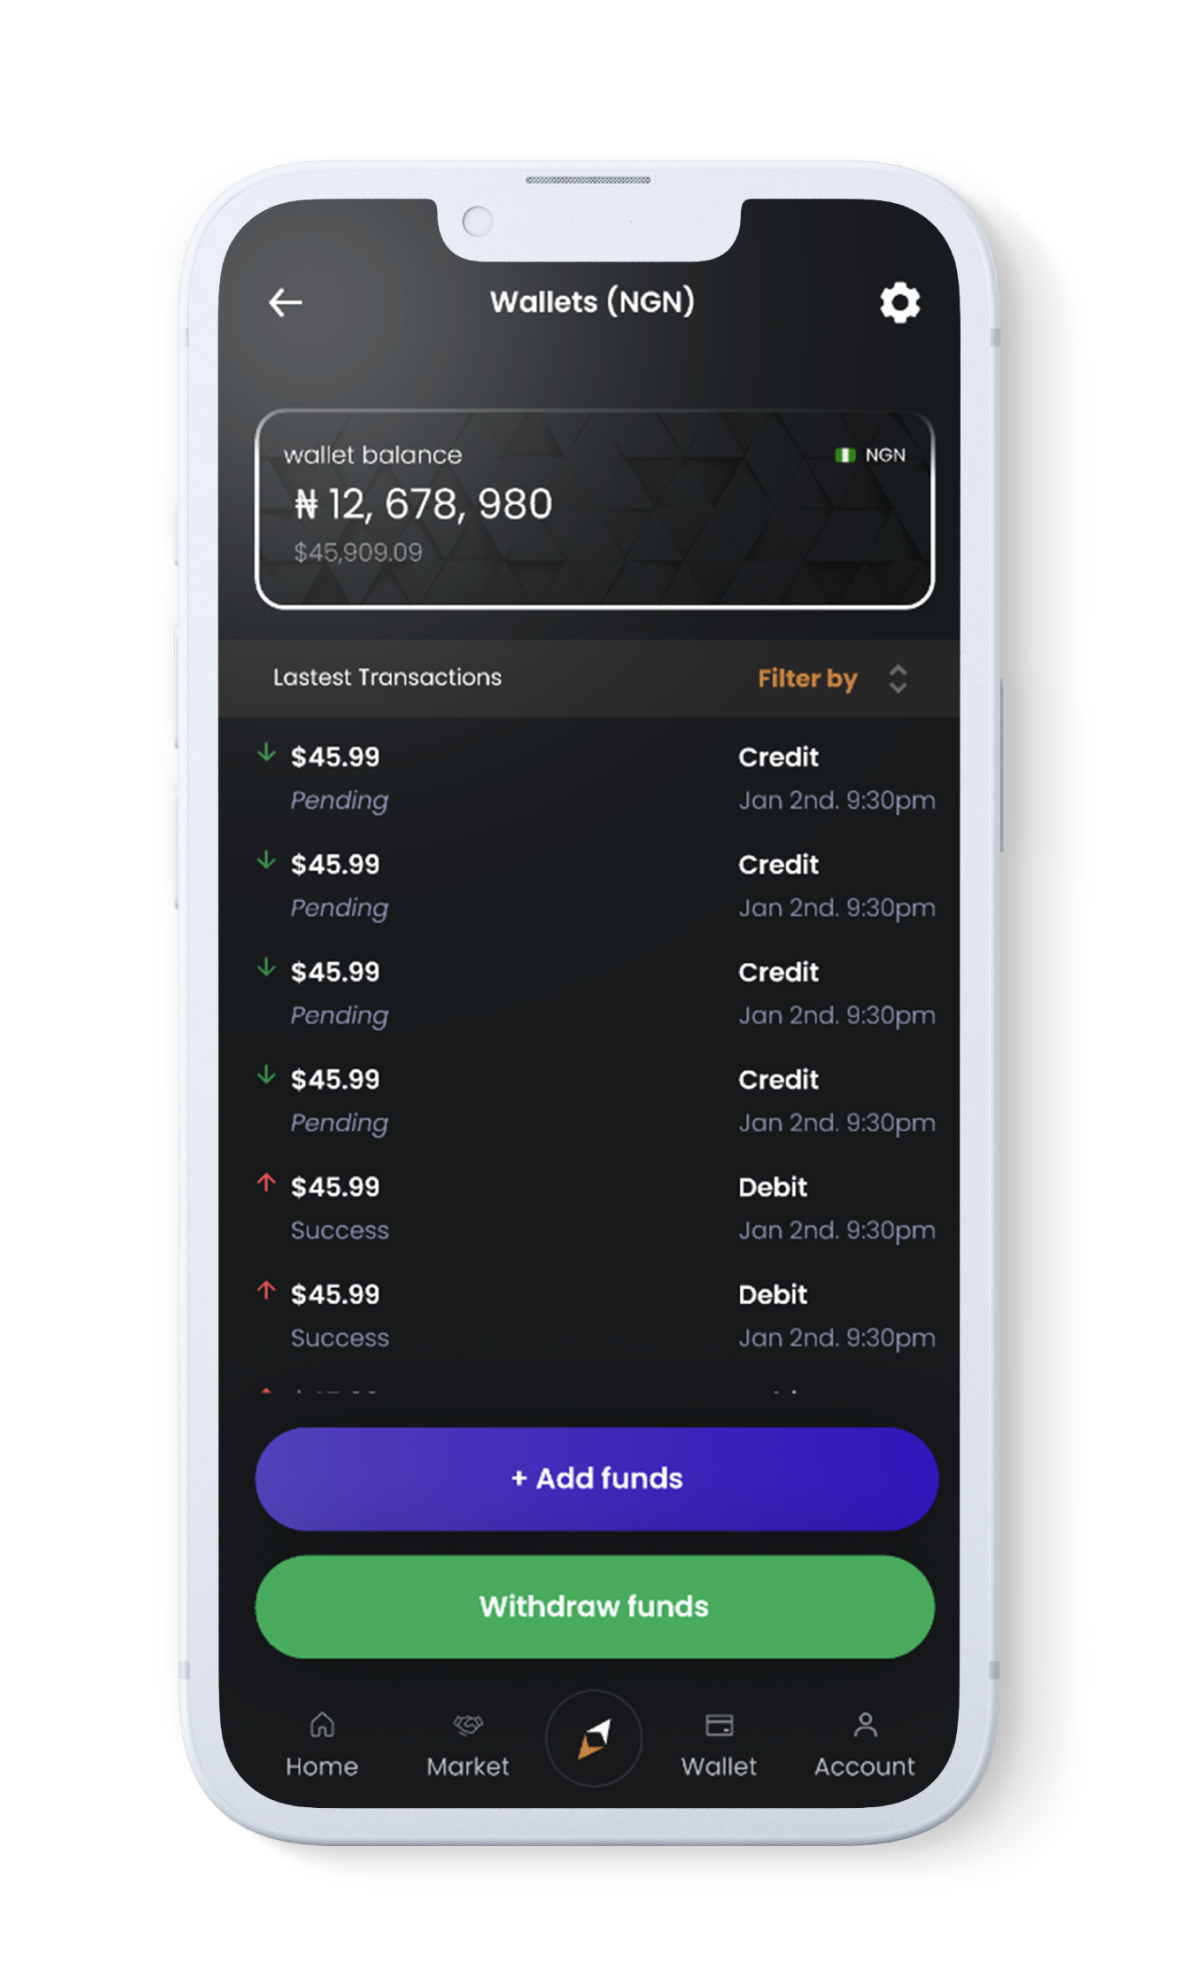 Wallets (NGN)
wallet balance
NGN
₦ 12, 678, 980
$45,909.09
Lastest Transactions
Filter by
$45.99
Credit
Pending
Jan 2nd. 9:30pm
$45.99
Credit
Pending
Jan 2nd. 9:30pm
$45.99
Credit
Pending
Jan 2nd. 9:30pm
$45.99
Credit
Pending
Jan 2nd. 9:30pm
$45.99
Debit
Success
Jan 2nd. 9:30pm
$45.99
Debit
Success
Jan 2nd. 9:30pm
+ Add funds
Withdraw funds
Home
Market
Wallet
Account